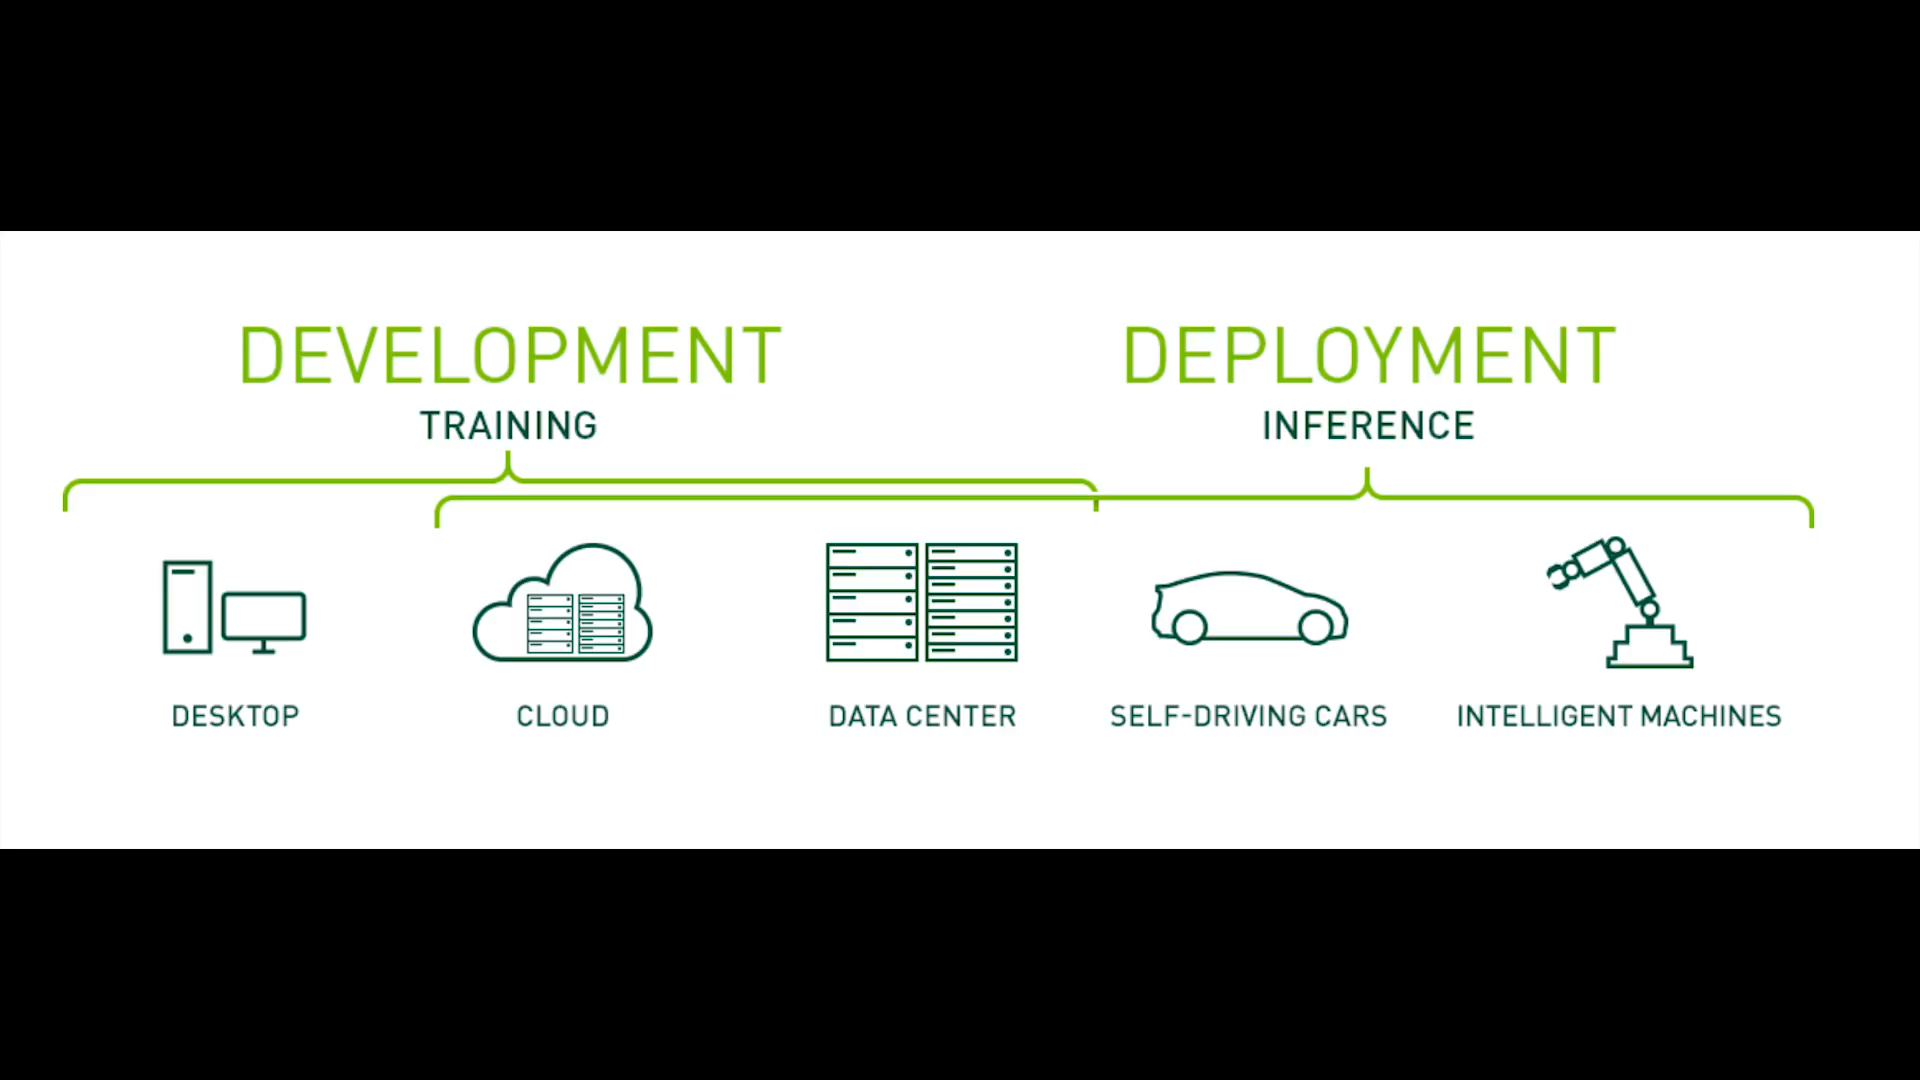 DEVELOPMENT
TRAINING
DEPLOYMENT
INFERENCE
DESKTOP
CLOUD
DATA CENTER
SELF-DRIVING CARS
INTELLIGENT MACHINES